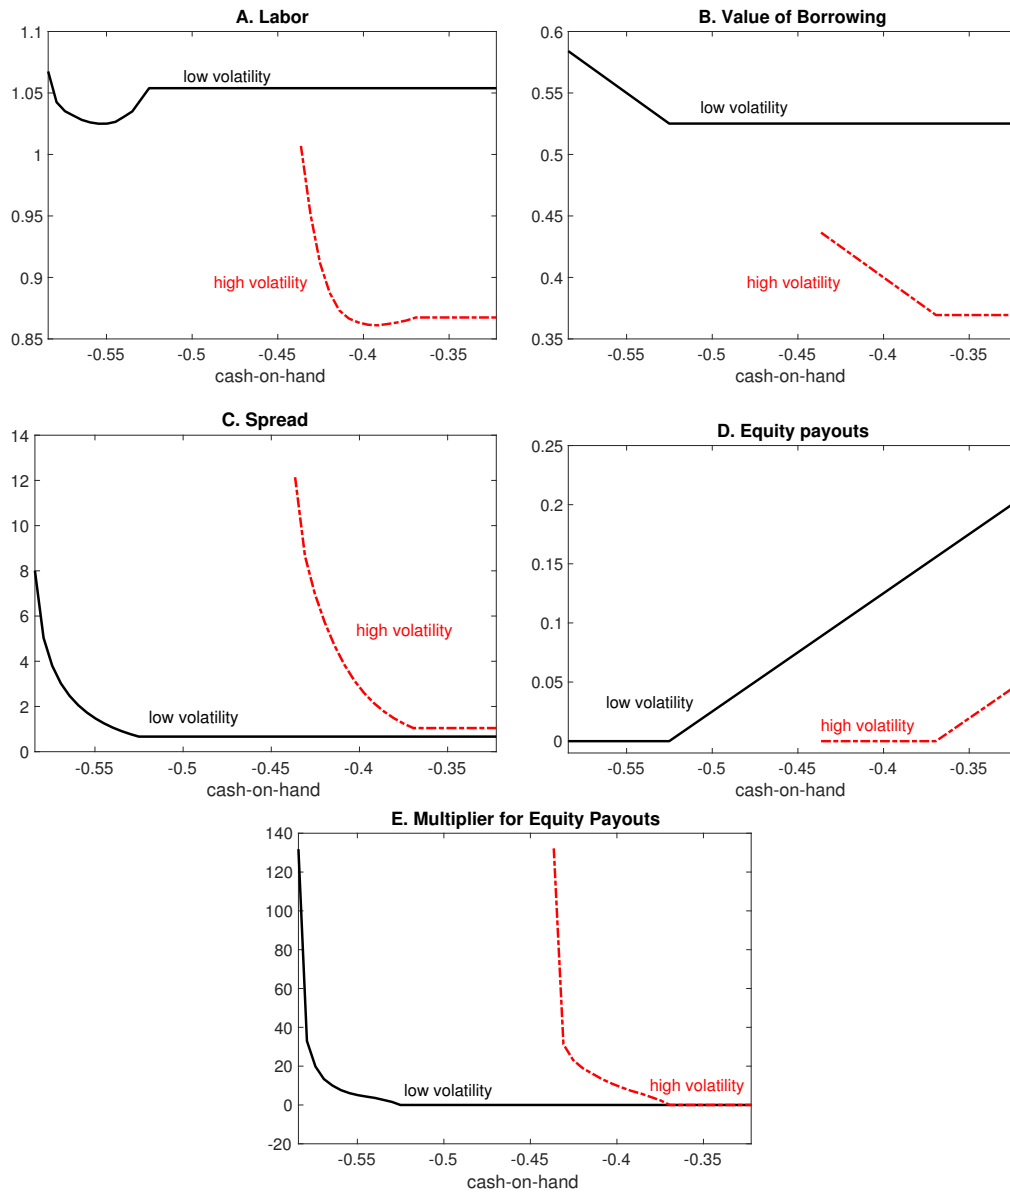 A. Labor
1.1
1.05
1
0.95
0.9
0.85
low volatility
high volatility
-0.55 -0.5 -0.45 -0.4 -0.35
cash-on-hand
B. Value of Borrowing
0.6
0.55
0.5
0.45
0.4
0.35
low volatility
high volatility
-0.55 -0.5 -0.45 -0.4 -0.35
cash-on-hand
C. Spread
14
12
10
8
6
4
2
0
high volatility
low volatility
-0.55 -0.5 -0.45 -0.4 -0.35
cash-on-hand
D. Equity payouts
0.25
0.2
0.15
0.1
0.05
0
low volatility
high volatility
-0.55 -0.5 -0.45 -0.4 -0.35
cash-on-hand
E. Multiplier for Equity Payouts
140
120
100
80
60
40
20
0
-20
low volatility
high volatility
-0.55 -0.5 -0.45 -0.4 -0.35
cash-on-hand